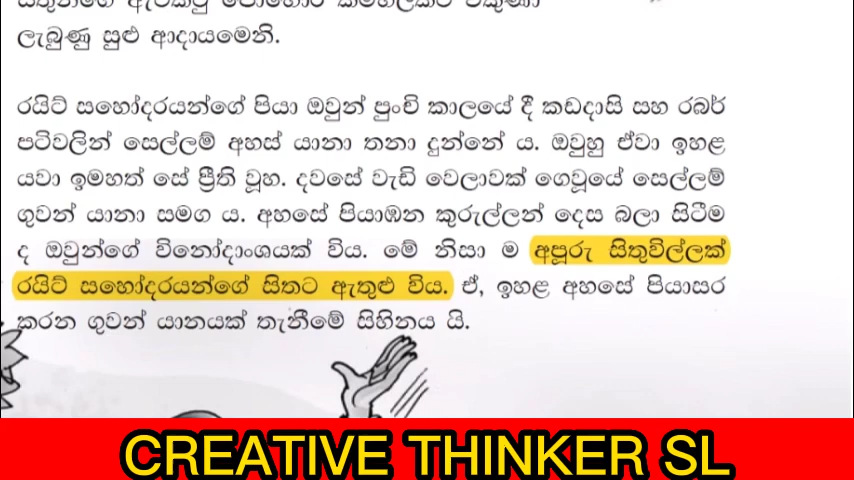 ලැබුණු සුළු ආදායමෙනි.
රයිට් සහෝදරයන්ගේ පියා ඔවුන් පුංචි කාලයේ දී කඩදාසි සහ රබර්
පටිවලින් සෙල්ලම් අහස් යානා තනා දුන්නේ ය. ඔවුහු ඒවා ඉහළ
යවා ඉමහත් සේ ප්‍රීති වූහ. දවසේ වැඩි වෙලාවක් ගෙවූයේ සෙල්ලම්
ගුවන් යානා සමග ය. අහසේ පියාඹන කුරුල්ලන් දෙස බලා සිටීම
ද ඔවුන්ගේ විනෝදාංශයක් විය. මේ නිසා ම අපූරු සිතුවිල්ලක්
රයිට් සහෝදරයන්ගේ සිතට ඇතුළු විය. ඒ, ඉහළ අහසේ පියාසර
කරන ගුවන් යානයක් තැනීමේ සිහිනය යි.
CREATIVE THINKER SL